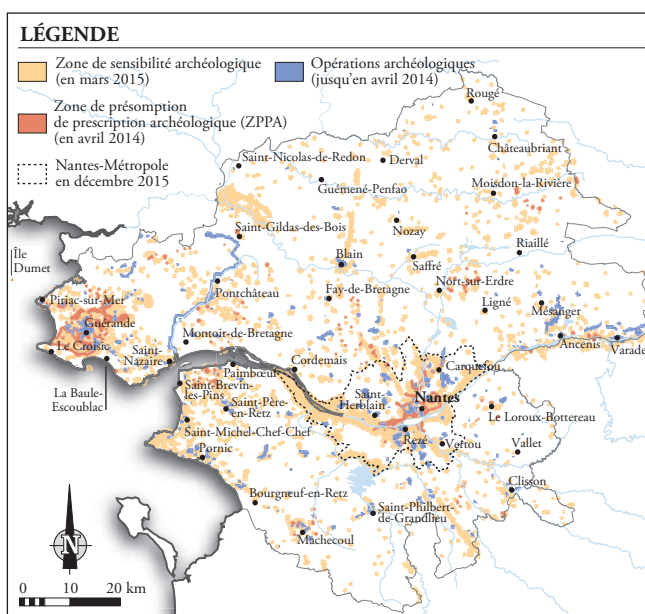 LÉGENDE
Zone de sensibilité archéologique
(en mars 2015)
Opérations archéologiques
(jusqu'en avril 2014)
Zone de présomption
de prescription archéologique (ZPPA)
(en avril 2014)
Nantes-Métropole
en décembre 2015
Rougé
Châteaubriant
Saint-Nicolas-de-Redon
Derval
Guémené-Penfao
Moisdon-la-Rivière
Saint-Gildas-des-Bois
Nozay
Île
Dumet
Blain
Saffré
Riaillé
Pontchâteau
Fay-de-Bretagne
Nort-sur-Erdre
Ligné
Mésanger
Piriac-sur-Mer
Guérande
Montoir-de-Bretagne
Ancenis
Varade
Le Croisic
Saint-
Nazaire
Cordemais
Carquefou
La Baule-
Escoublac
Paimbœuf
Saint-Brévin-
les-Pins
Saint-
Herblain
Nantes
Saint-Père-
en-Retz
Le Loroux-Bottereau
Saint-Michel-Chef-Chef
Rezé
Vertou
Vallet
Pornic
Clisson
Bourgneuf-en-Retz
Saint-Philbert-
de-Grandlieu
Machecoul
N
0 10 20 km